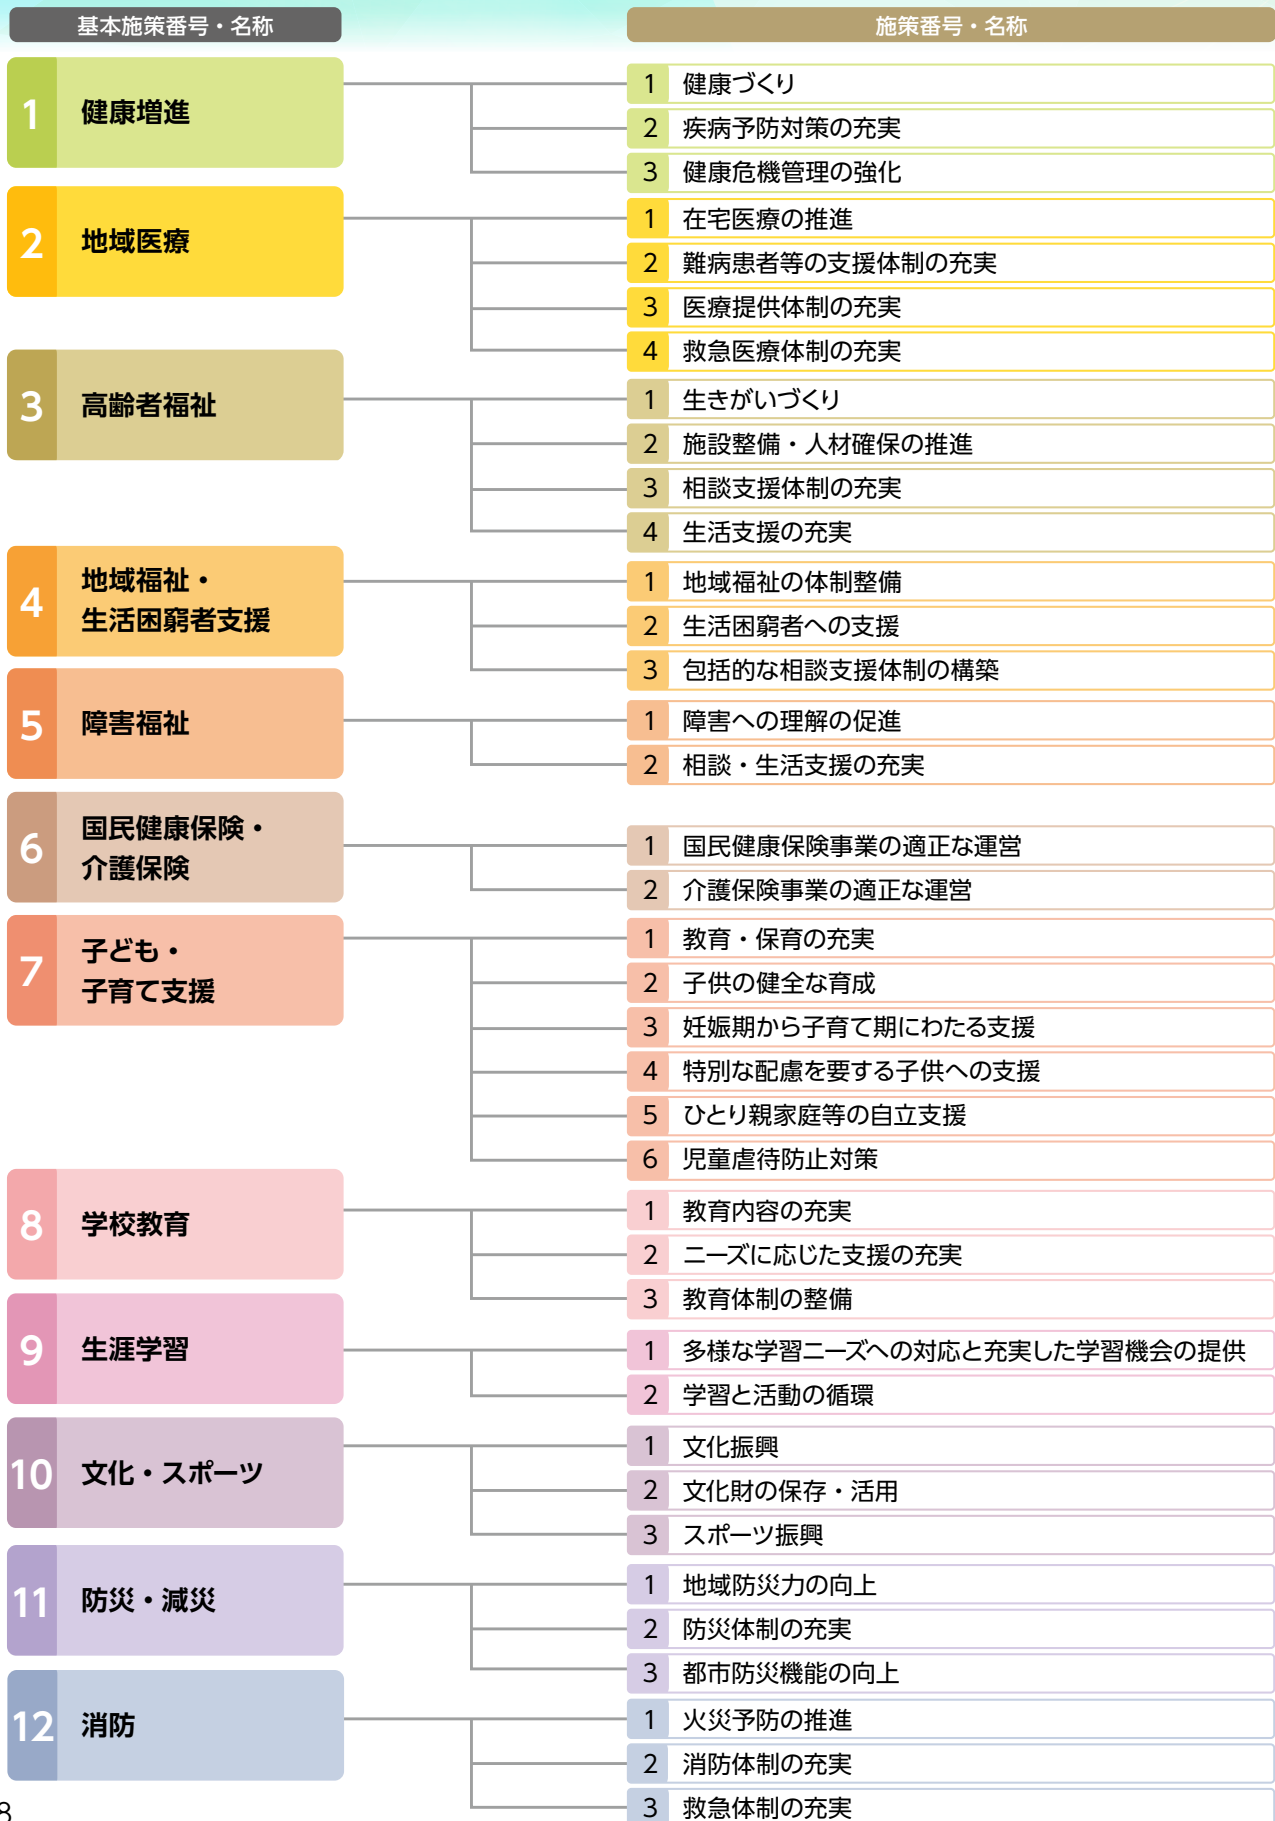 基本施策番号・名称
施策番号・名称
1 健康増進
1 健康づくり
2 疾病予防対策の充実
3 健康危機管理の強化
2 地域医療
1 在宅医療の推進
2 難病患者等の支援体制の充実
3 医療提供体制の充実
4 救急医療体制の充実
3 高齢者福祉
1 生きがいづくり
2 施設整備・人材確保の推進
3 相談支援体制の充実
4 生活支援の充実
4 地域福祉・
生活困窮者支援
1 地域福祉の体制整備
2 生活困窮者への支援
3 包括的な相談支援体制の構築
5 障害福祉
1 障害への理解の促進
2 相談・生活支援の充実
6 国民健康保険・
介護保険
1 国民健康保険事業の適正な運営
2 介護保険事業の適正な運営
7 子ども・
子育て支援
1 教育・保育の充実
2 子供の健全な育成
3 妊娠期から子育て期にわたる支援
4 特別な配慮を要する子供への支援
5 ひとり親家庭等の自立支援
6 児童虐待防止対策
8 学校教育
1 教育内容の充実
2 ニーズに応じた支援の充実
3 教育体制の整備
9 生涯学習
1 多様な学習ニーズへの対応と充実した学習機会の提供
2 学習と活動の循環
10 文化・スポーツ
1 文化振興
2 文化財の保存・活用
3 スポーツ振興
11 防災・減災
1 地域防災力の向上
2 防災体制の充実
3 都市防災機能の向上
12 消防
1 火災予防の推進
2 消防体制の充実
3 救急体制の充実
8